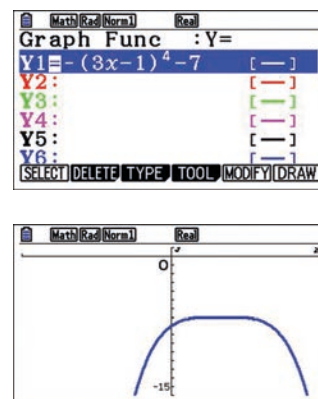 Math Rad Norm1 Real
Graph Func :Y=
Y1=-(3x-1)⁴-7 [—]
Y2: [—]
Y3: [—]
Y4: [—]
Y5: [—]
Y6: [—]
SELECT DELETE TYPE TOOL MODIFY DRAW
Math Rad Norm1 Real
O
-15